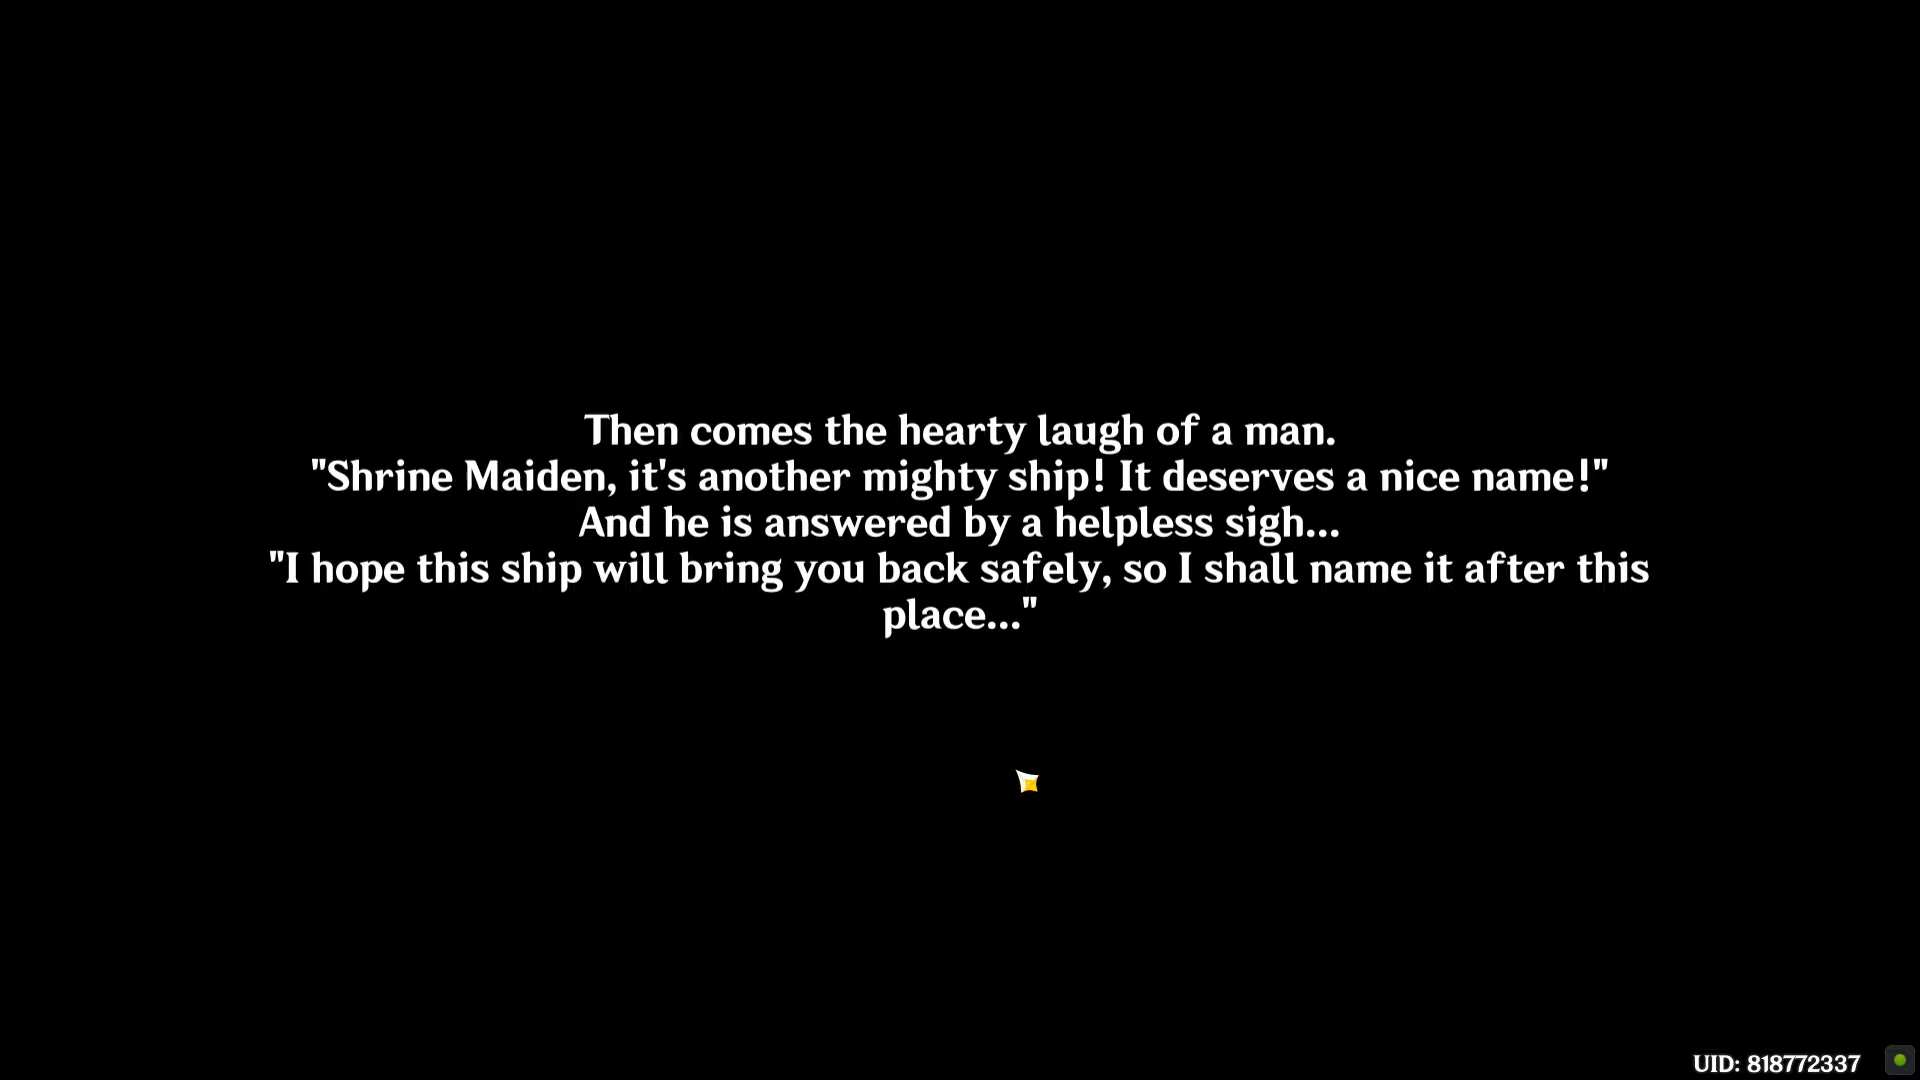 Then comes the hearty laugh of a man.
"Shrine Maiden, it's another mighty ship! It deserves a nice name!"
And he is answered by a helpless sigh...
"I hope this ship will bring you back safely, so I shall name it after this
place..."
UID: 818772337